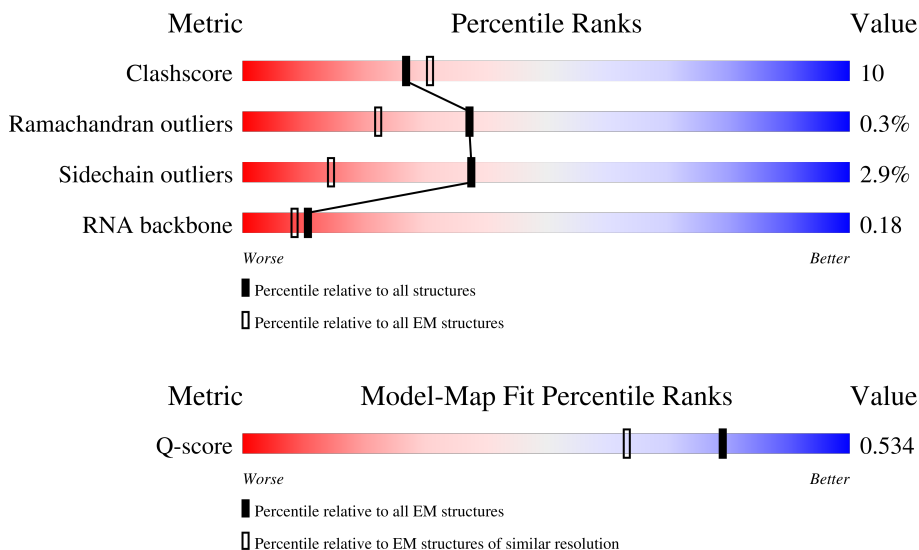 Metric Percentile Ranks Value
Clashscore 10
Ramachandran outliers 0.3%
Sidechain outliers 2.9%
RNA backbone 0.18
Worse Better
Percentile relative to all structures
Percentile relative to all EM structures
Metric Model-Map Fit Percentile Ranks Value
Q-score 0.534
Worse Better
Percentile relative to all EM structures
Percentile relative to EM structures of similar resolution